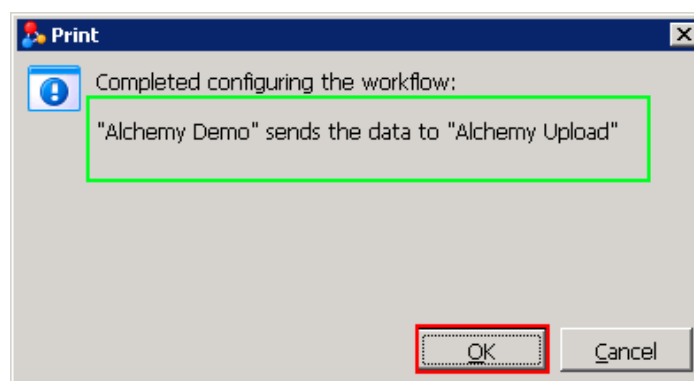 Print
Completed configuring the workflow:
"Alchemy Demo" sends the data to "Alchemy Upload"
OK
Cancel